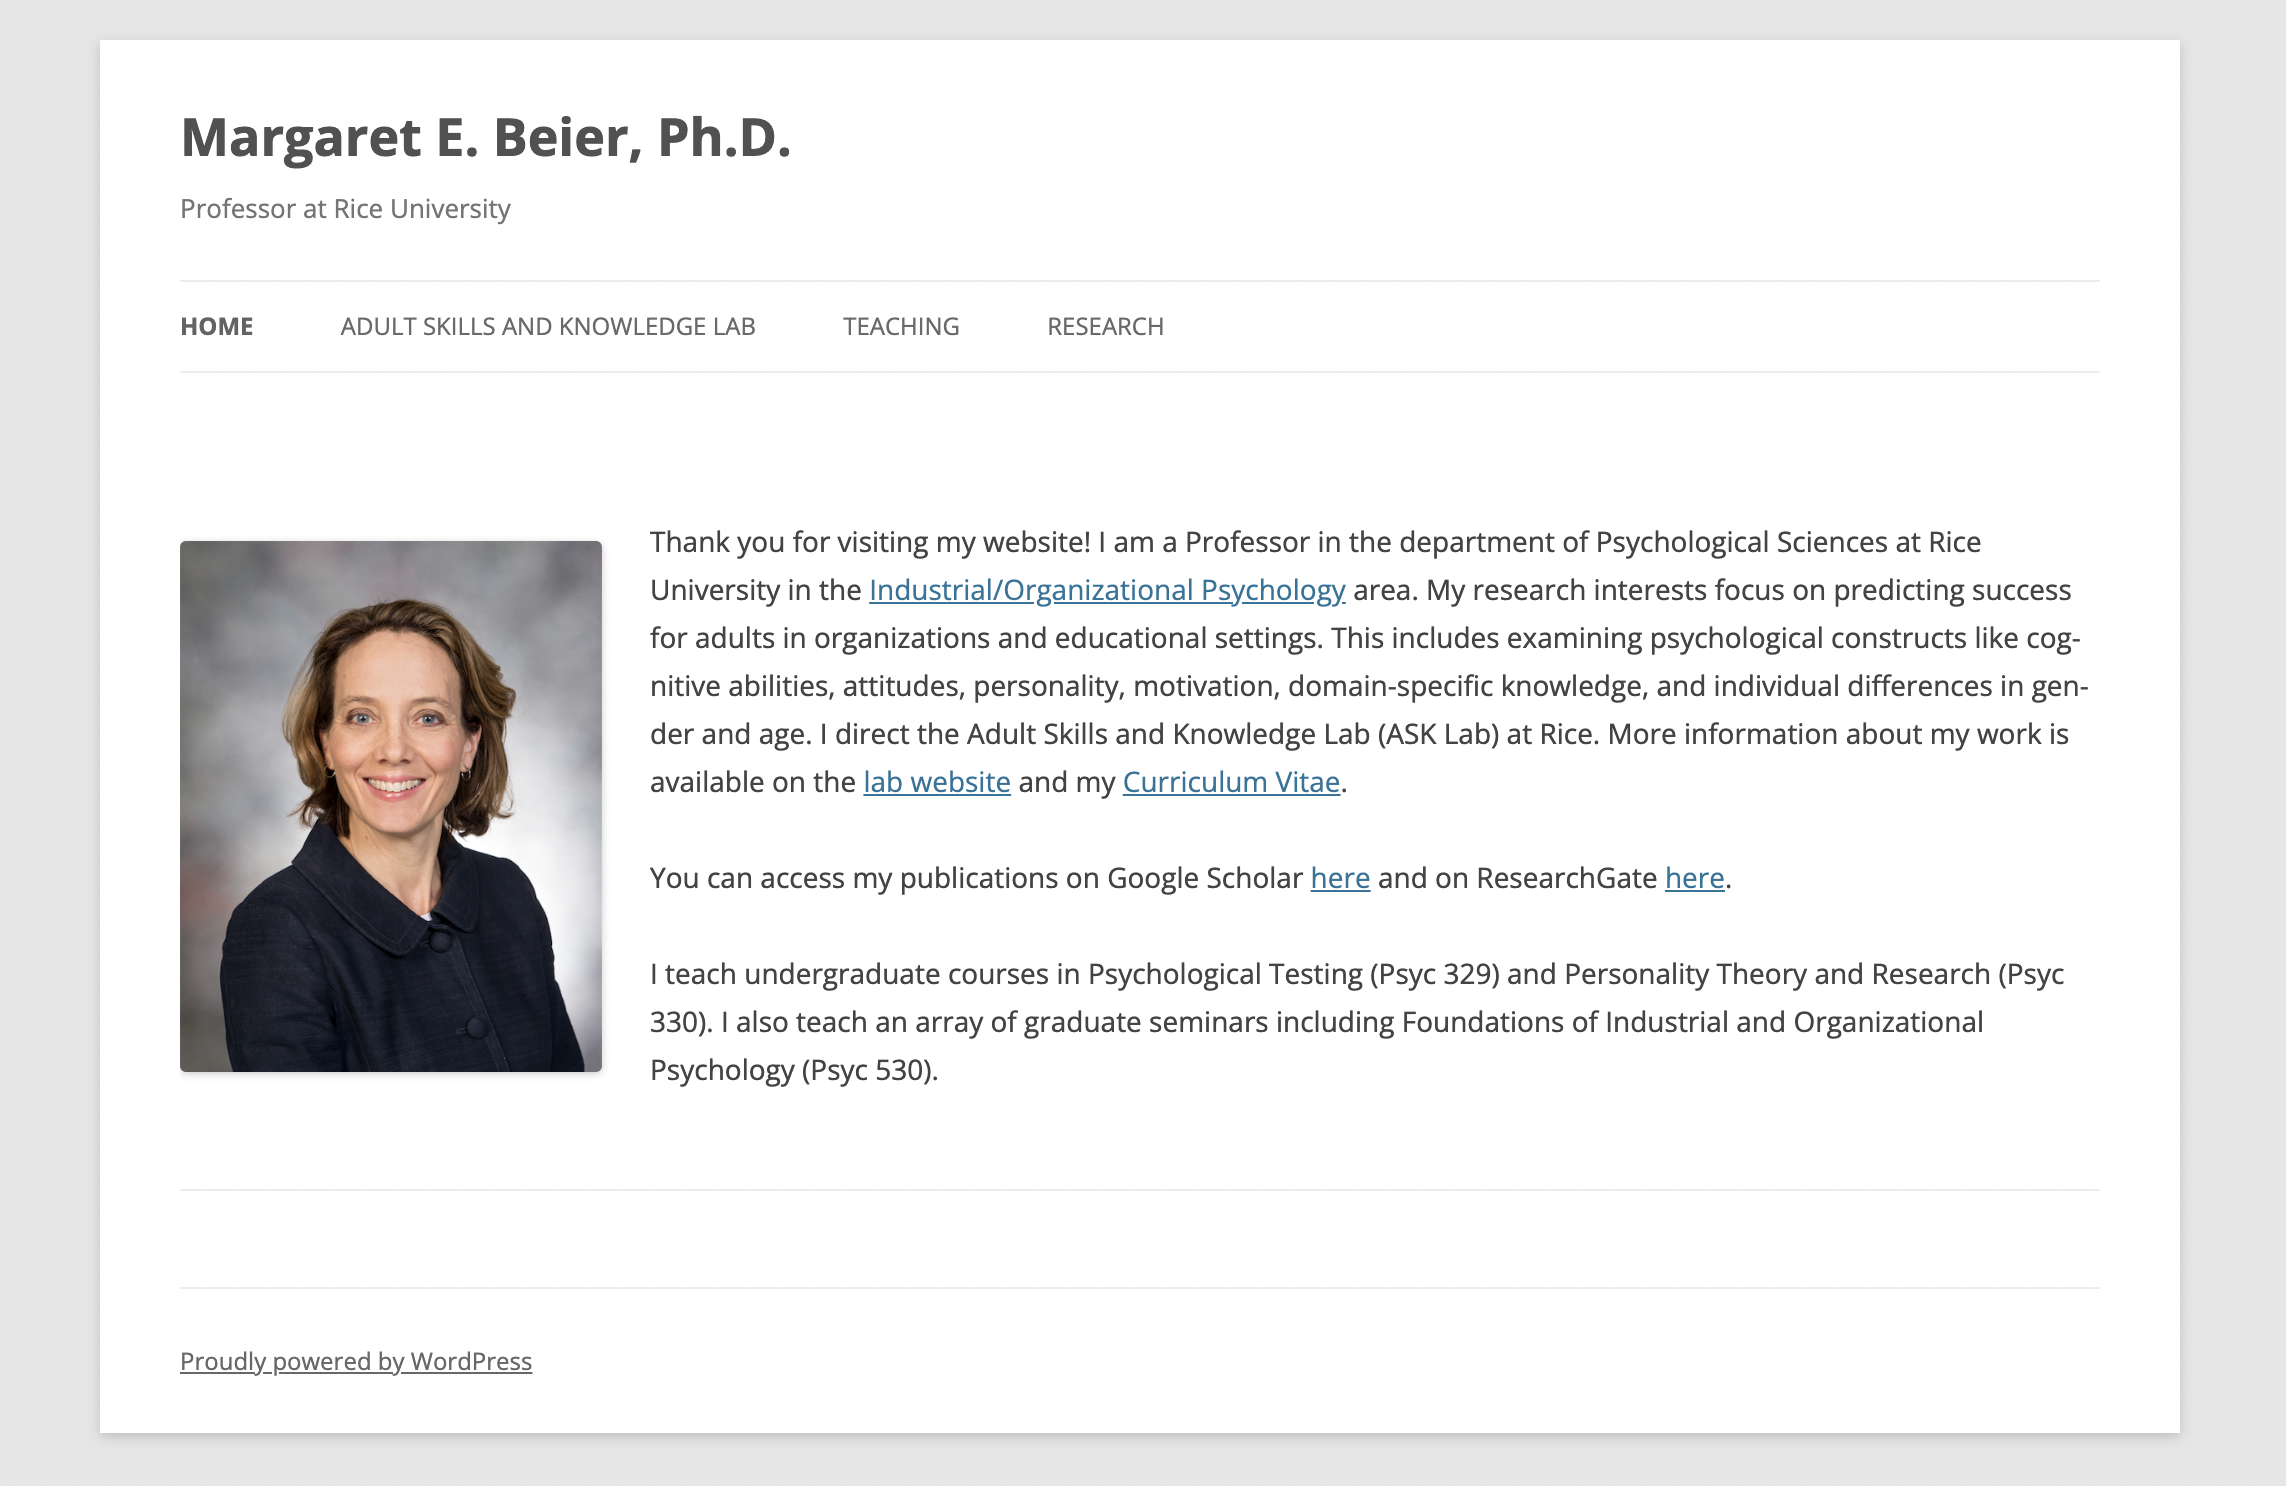 Margaret E. Beier, Ph.D.
Professor at Rice University
HOME
ADULT SKILLS AND KNOWLEDGE LAB
TEACHING
RESEARCH
Thank you for visiting my website! I am a Professor in the department of Psychological Sciences at Rice
University in the Industrial/Organizational Psychology area. My research interests focus on predicting success
for adults in organizations and educational settings. This includes examining psychological constructs like cog-
nitive abilities, attitudes, personality, motivation, domain-specific knowledge, and individual differences in gen-
der and age. I direct the Adult Skills and Knowledge Lab (ASK Lab) at Rice. More information about my work is
available on the lab website and my Curriculum Vitae.
You can access my publications on Google Scholar here and on ResearchGate here.
I teach undergraduate courses in Psychological Testing (Psyc 329) and Personality Theory and Research (Psyc
330). I also teach an array of graduate seminars including Foundations of Industrial and Organizational
Psychology (Psyc 530).
Proudly powered by WordPress